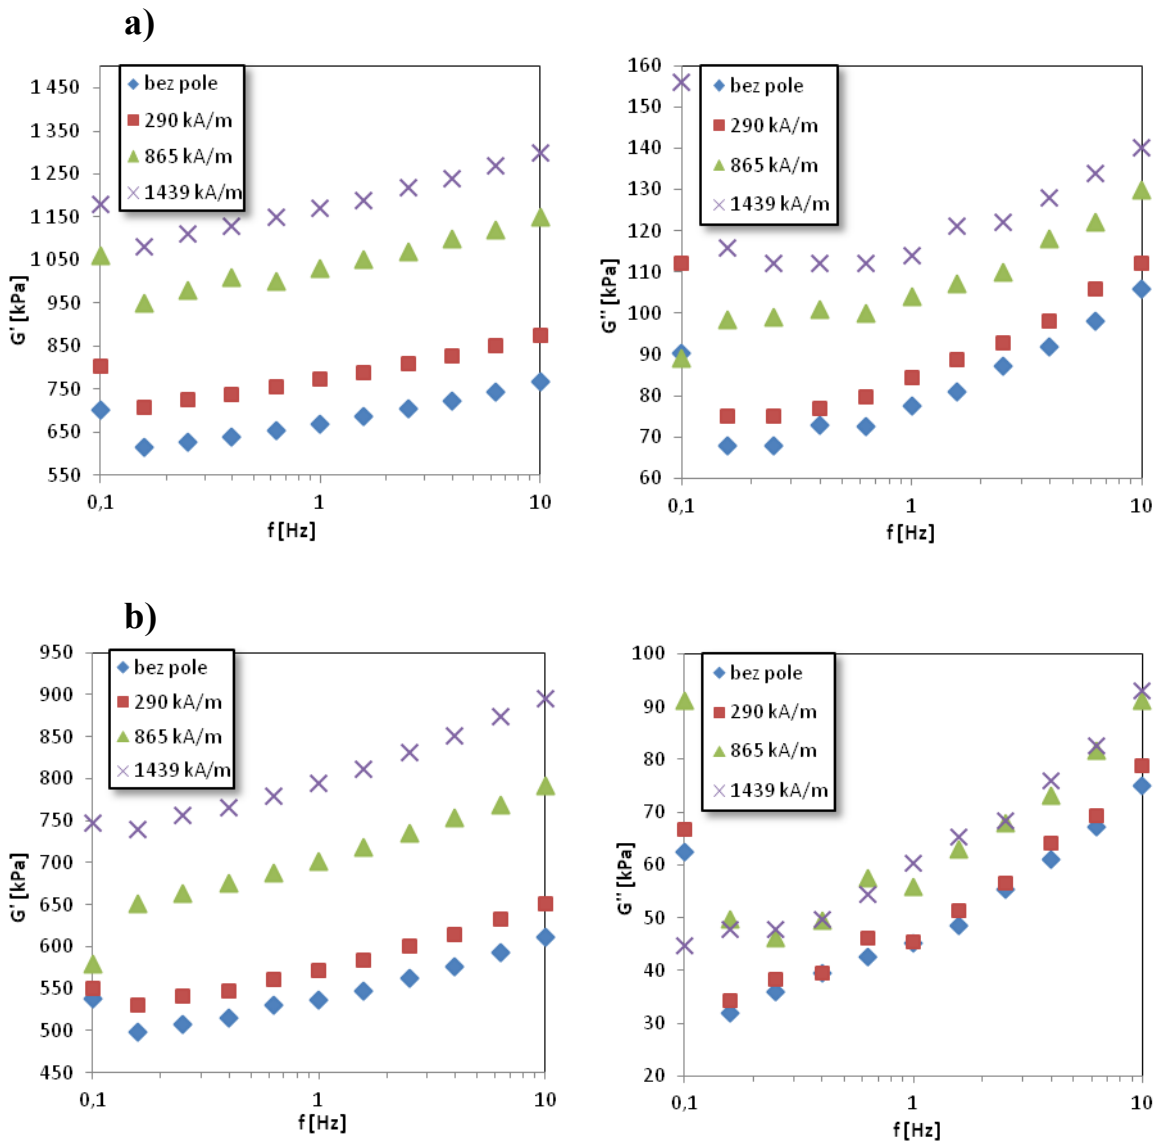 a)
1 450
1 350
1 250
1 150
1 050
950
850
750
650
550
G' [kPa]
bez pole
290 kA/m
865 kA/m
1439 kA/m
0,1
1
10
f [Hz]
160
150
140
130
120
110
100
90
80
70
60
G'' [kPa]
bez pole
290 kA/m
865 kA/m
1439 kA/m
0,1
1
10
f [Hz]
b)
950
900
850
800
750
700
650
600
550
500
450
G' [kPa]
bez pole
290 kA/m
865 kA/m
1439 kA/m
0,1
1
10
f [Hz]
100
90
80
70
60
50
40
30
20
G'' [kPa]
bez pole
290 kA/m
865 kA/m
1439 kA/m
0,1
1
10
f [Hz]